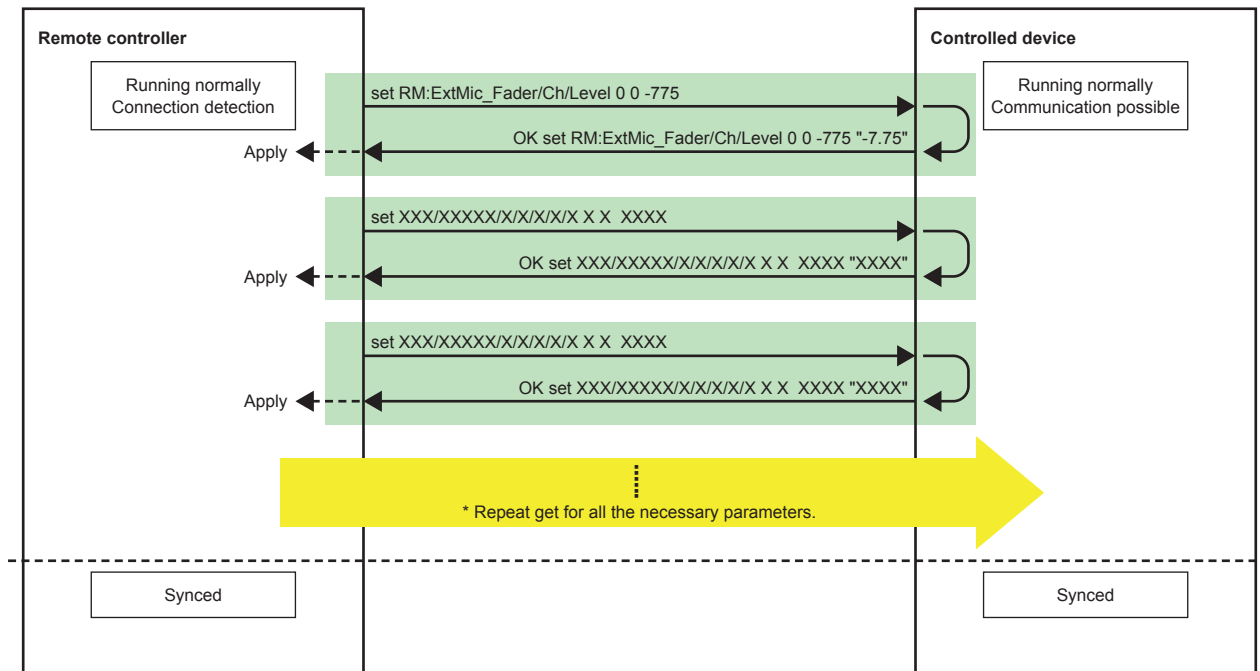 Remote controller
Controlled device
Running normally
Connection detection
Running normally
Communication possible
set RM:ExtMic_Fader/Ch/Level 0 0 -775
OK set RM:ExtMic_Fader/Ch/Level 0 0 -775 "-7.75"
Apply
set XXX/XXXXX/X/X/X/X/X X X  XXXX
OK set XXX/XXXXX/X/X/X/X/X X X  XXXX "XXXX"
Apply
set XXX/XXXXX/X/X/X/X/X X X  XXXX
OK set XXX/XXXXX/X/X/X/X/X X X  XXXX "XXXX"
Apply
* Repeat get for all the necessary parameters.
Synced
Synced